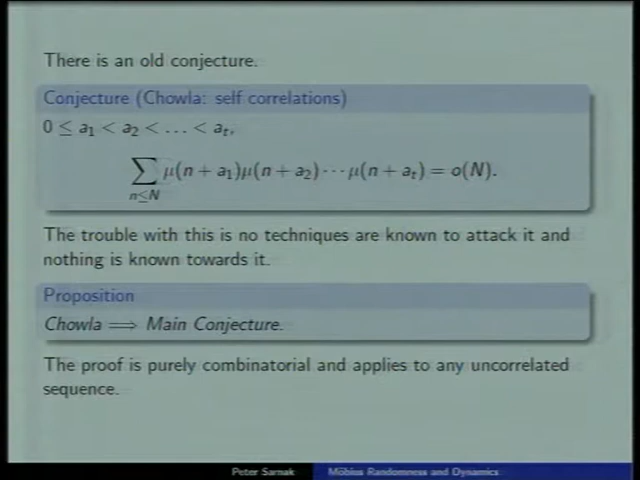 There is an old conjecture.
Conjecture (Chowla: self correlations)
0 ≤ a₁ < a₂ < … < aₜ,
∑ μ(n + a₁)μ(n + a₂) ⋯ μ(n + aₜ) = o(N).
n≤N
The trouble with this is no techniques are known to attack it and
nothing is known towards it.
Proposition
Chowla ⟹ Main Conjecture.
The proof is purely combinatorial and applies to any uncorrelated
sequence.
Peter Sarnak Möbius Randomness and Dynamics